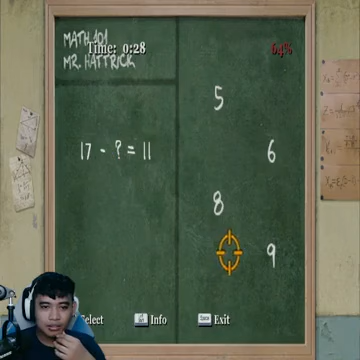 MATH 101
Time: 0:28
MR. HATTRICK
64%
5
17 - ? = 11
6
8
9
Select
Info
Exit